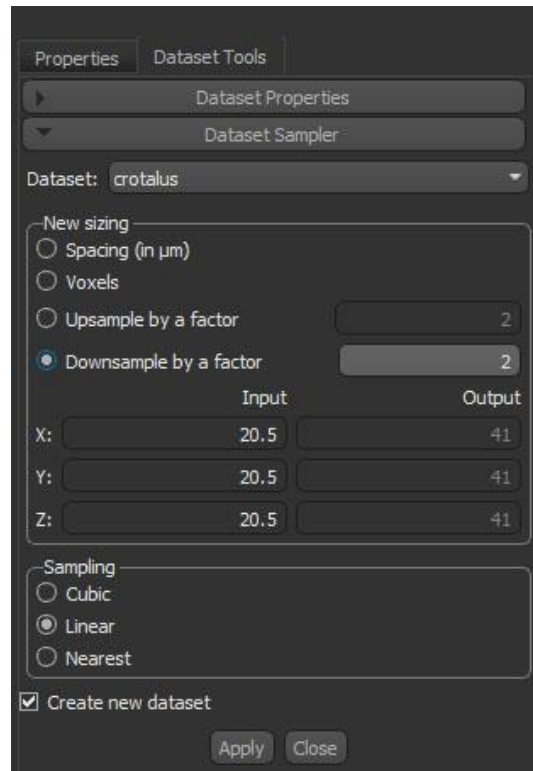 Properties Dataset Tools
Dataset Properties
Dataset Sampler
Dataset: crotalus
New sizing
Spacing (in µm)
Voxels
Upsample by a factor 2
Downsample by a factor 2
Input Output
X: 20.5 41
Y: 20.5 41
Z: 20.5 41
Sampling
Cubic
Linear
Nearest
Create new dataset
Apply Close